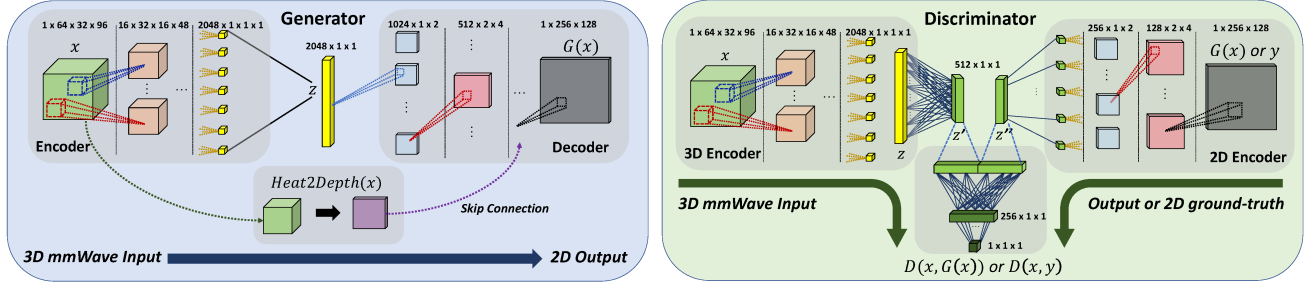 Generator
1 x 64 x 32 x 96
16 x 32 x 16 x 48
2048 x 1 x 1 x 1
x
...
Encoder
z
2048 x 1 x 1
1024 x 1 x 2
512 x 2 x 4
1 x 256 x 128
G(x)
...
Decoder
Heat2Depth(x)
Skip Connection
3D mmWave Input
2D Output
Discriminator
1 x 64 x 32 x 96
16 x 32 x 16 x 48
2048 x 1 x 1 x 1
x
...
3D Encoder
z
512 x 1 x 1
z'
z''
256 x 1 x 2
128 x 2 x 4
1 x 256 x 128
G(x) or y
2D Encoder
3D mmWave Input
Output or 2D ground-truth
256 x 1 x 1
1 x 1 x 1
D(x, G(x)) or D(x, y)